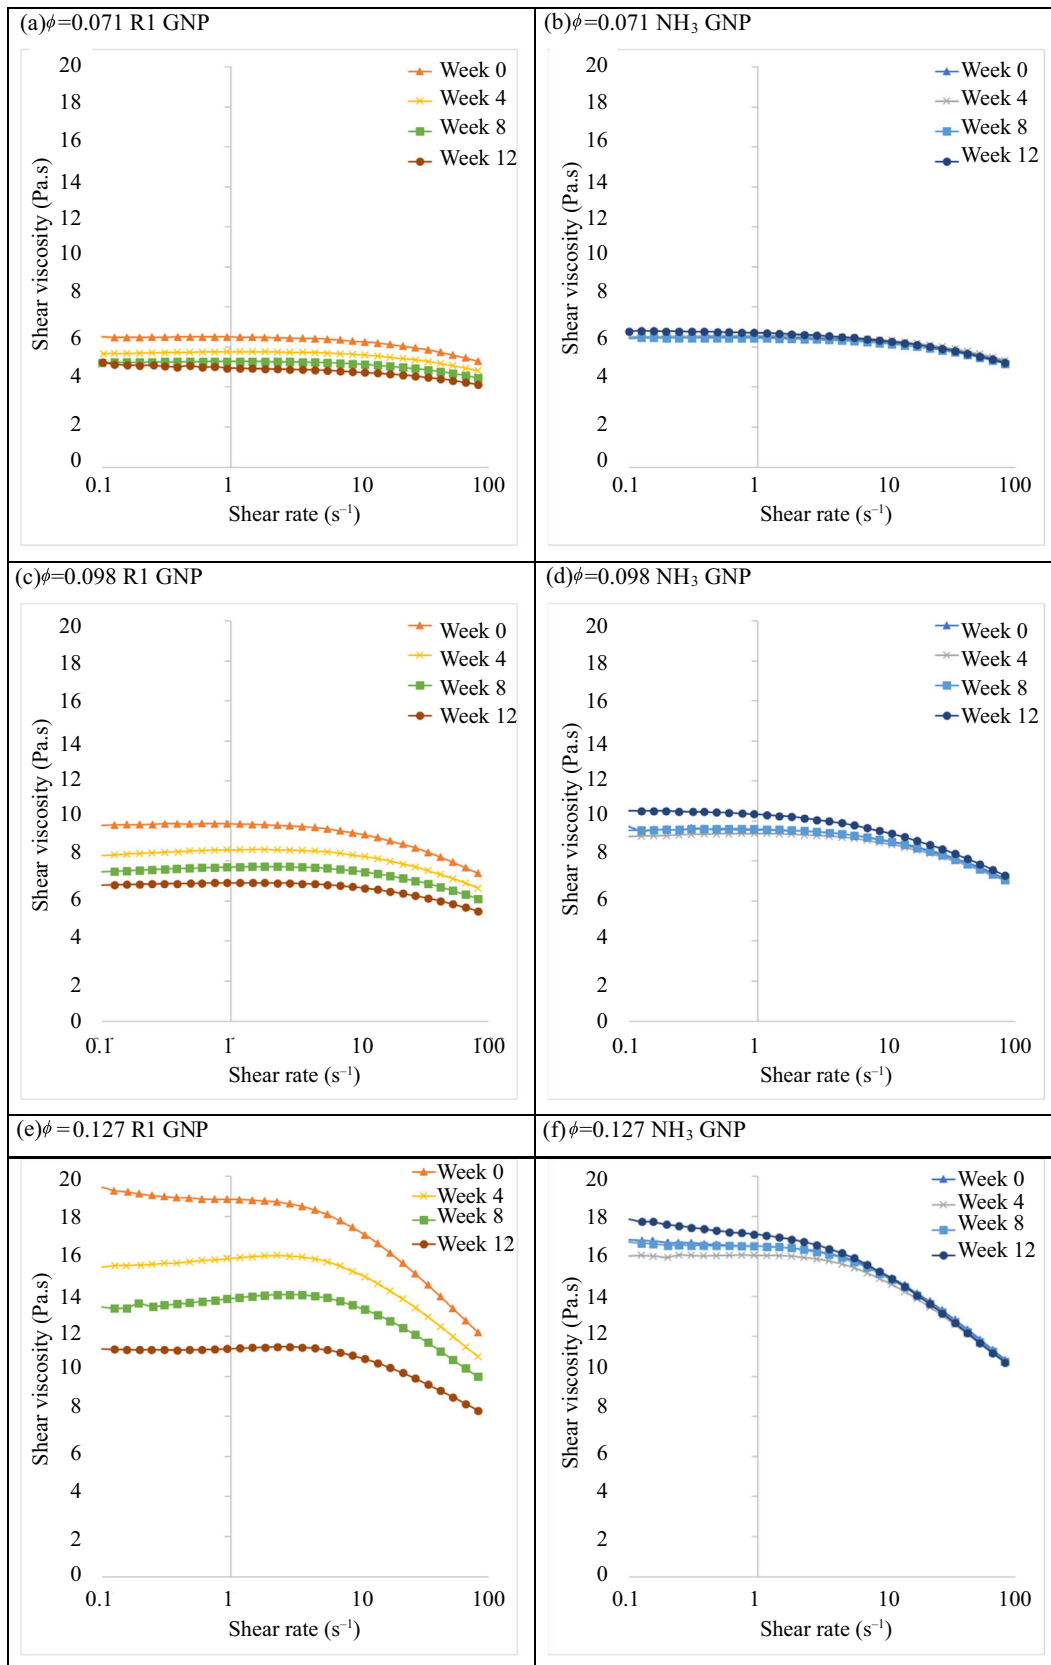 (a)ϕ=0.071 R1 GNP
Shear viscosity (Pa.s)
20
18
16
14
12
10
8
6
4
2
0
0.1
1
10
100
Shear rate (s⁻¹)
Week 0
Week 4
Week 8
Week 12
(b)ϕ=0.071 NH₃ GNP
Shear viscosity (Pa.s)
20
18
16
14
12
10
8
6
4
2
0
0.1
1
10
100
Shear rate (s⁻¹)
Week 0
Week 4
Week 8
Week 12
(c)ϕ=0.098 R1 GNP
Shear viscosity (Pa.s)
20
18
16
14
12
10
8
6
4
2
0
0.1
1
10
100
Shear rate (s⁻¹)
Week 0
Week 4
Week 8
Week 12
(d)ϕ=0.098 NH₃ GNP
Shear viscosity (Pa.s)
20
18
16
14
12
10
8
6
4
2
0
0.1
1
10
100
Shear rate (s⁻¹)
Week 0
Week 4
Week 8
Week 12
(e)ϕ =0.127 R1 GNP
Shear viscosity (Pa.s)
20
18
16
14
12
10
8
6
4
2
0
0.1
1
10
100
Shear rate (s⁻¹)
Week 0
Week 4
Week 8
Week 12
(f)ϕ=0.127 NH₃ GNP
Shear viscosity (Pa.s)
20
18
16
14
12
10
8
6
4
2
0
0.1
1
10
100
Shear rate (s⁻¹)
Week 0
Week 4
Week 8
Week 12